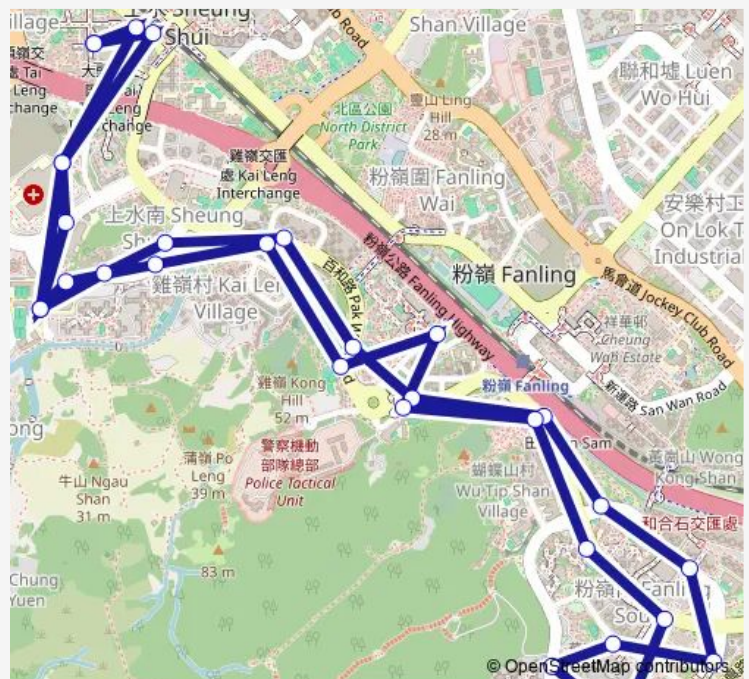 上水 Sheung
Shui
Shan Village
聯和墟 Luen
Wo Hui
北區公園
North District
Park
靈山 Ling
Hill
28 m
雞嶺交匯
處 Kai Leng
Interchange
粉嶺圍 Fanling
Wai
上水南 Sheung
安樂村工
On Lok T
Industrial
雞嶺村 Kai Len
Village
百和路 Pak
粉嶺公路 Fanling Highway
粉嶺 Fanling
馬會道 Jockey Club Road
祥華邨
Cheung
Wah Estate
粉嶺 Fanling
新運路 San Wan Road
雞嶺 Kong
Hill
52 m
警察機動
部隊總部
Police Tactical
Unit
蒲嶺 Po
Leng
39 m
牛山 Ngau
Shan
31 m
蝴蝶山村
Wu Tip Shan
Village
黃崗山 Wong
Kong Shan
和合石交匯處
83 m
Chung
Yuen
© OpenStreetMap contributors